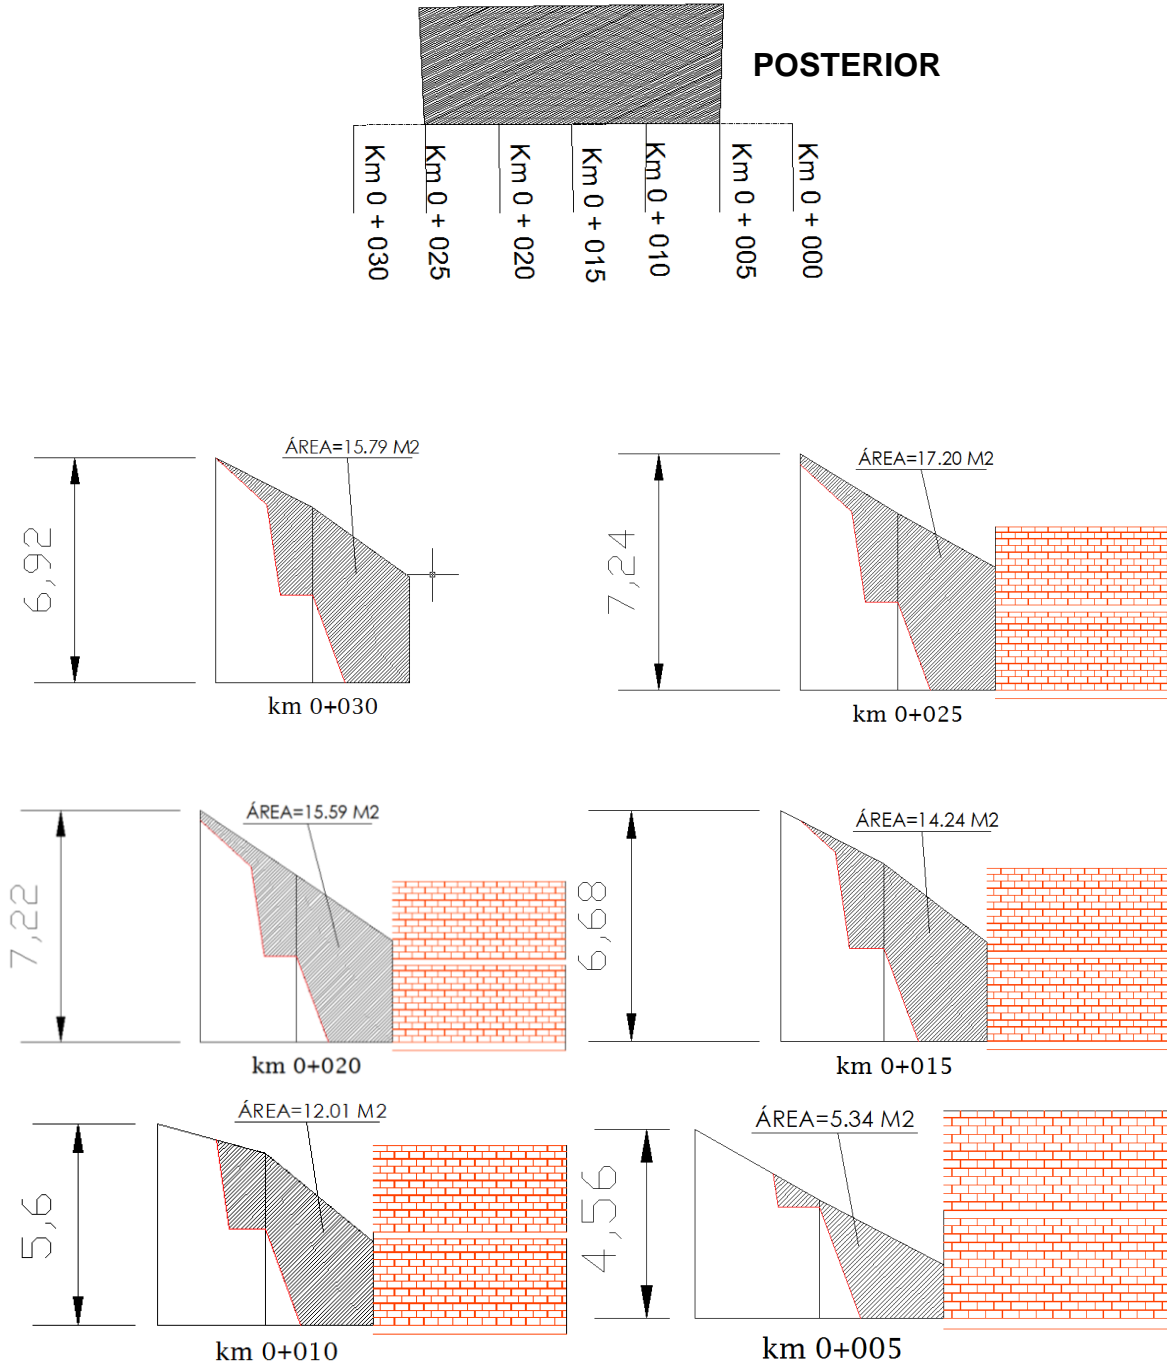 POSTERIOR
Km 0 + 030
Km 0 + 025
Km 0 + 020
Km 0 + 015
Km 0 + 010
Km 0 + 005
Km 0 + 000
ÁREA=15.79 M2
6,92
km 0+030
ÁREA=17.20 M2
7,24
km 0+025
ÁREA=15.59 M2
7,22
km 0+020
ÁREA=14.24 M2
6,68
km 0+015
ÁREA=12.01 M2
5,6
km 0+010
ÁREA=5.34 M2
4,56
km 0+005